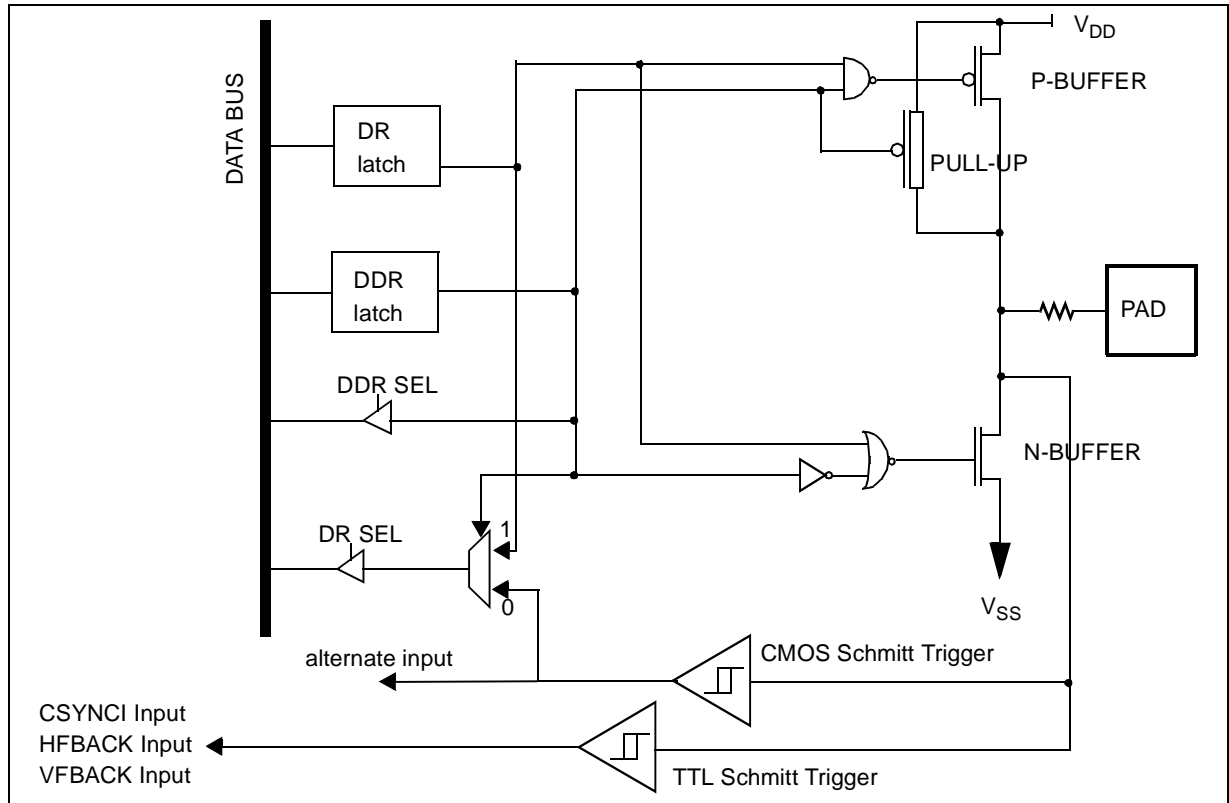 V_DD
P-BUFFER
DATA BUS
DR
latch
PULL-UP
DDR
latch
PAD
DDR SEL
N-BUFFER
DR SEL
1
0
V_SS
alternate input
CMOS Schmitt Trigger
CSYNCI Input
HFBACK Input
VFBACK Input
TTL Schmitt Trigger